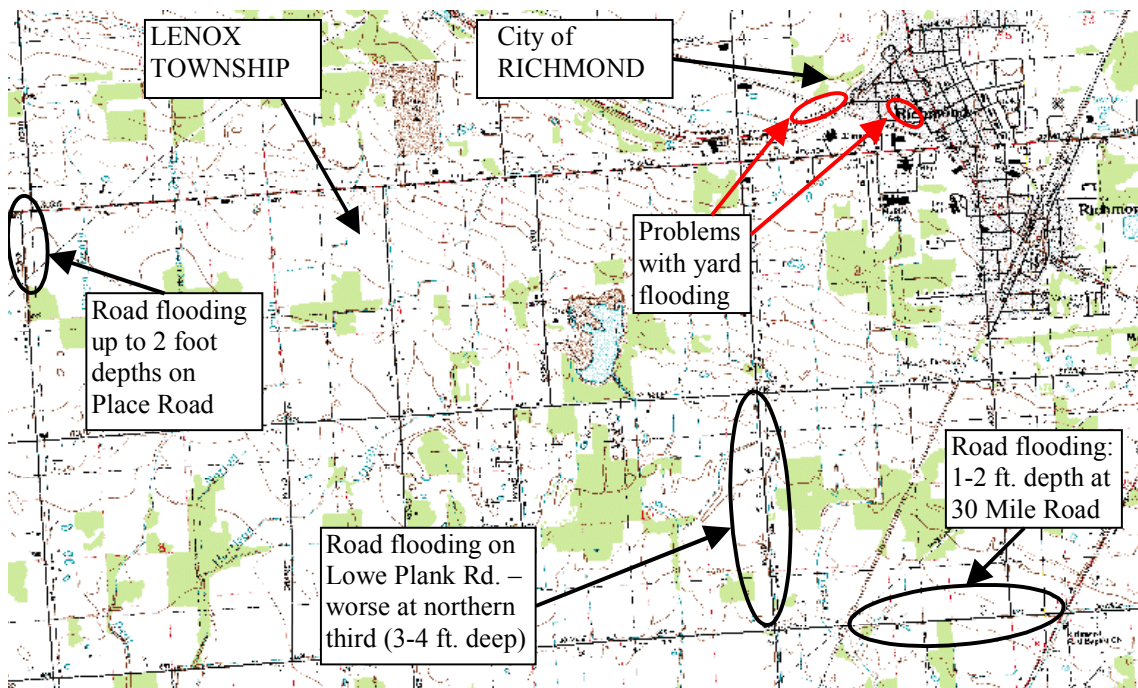 LENOX
TOWNSHIP
City of
RICHMOND
Richmond
Problems
with yard
flooding
Road flooding
up to 2 foot
depths on
Place Road
Road flooding:
1-2 ft. depth at
30 Mile Road
Road flooding on
Lowe Plank Rd. –
worse at northern
third (3-4 ft. deep)